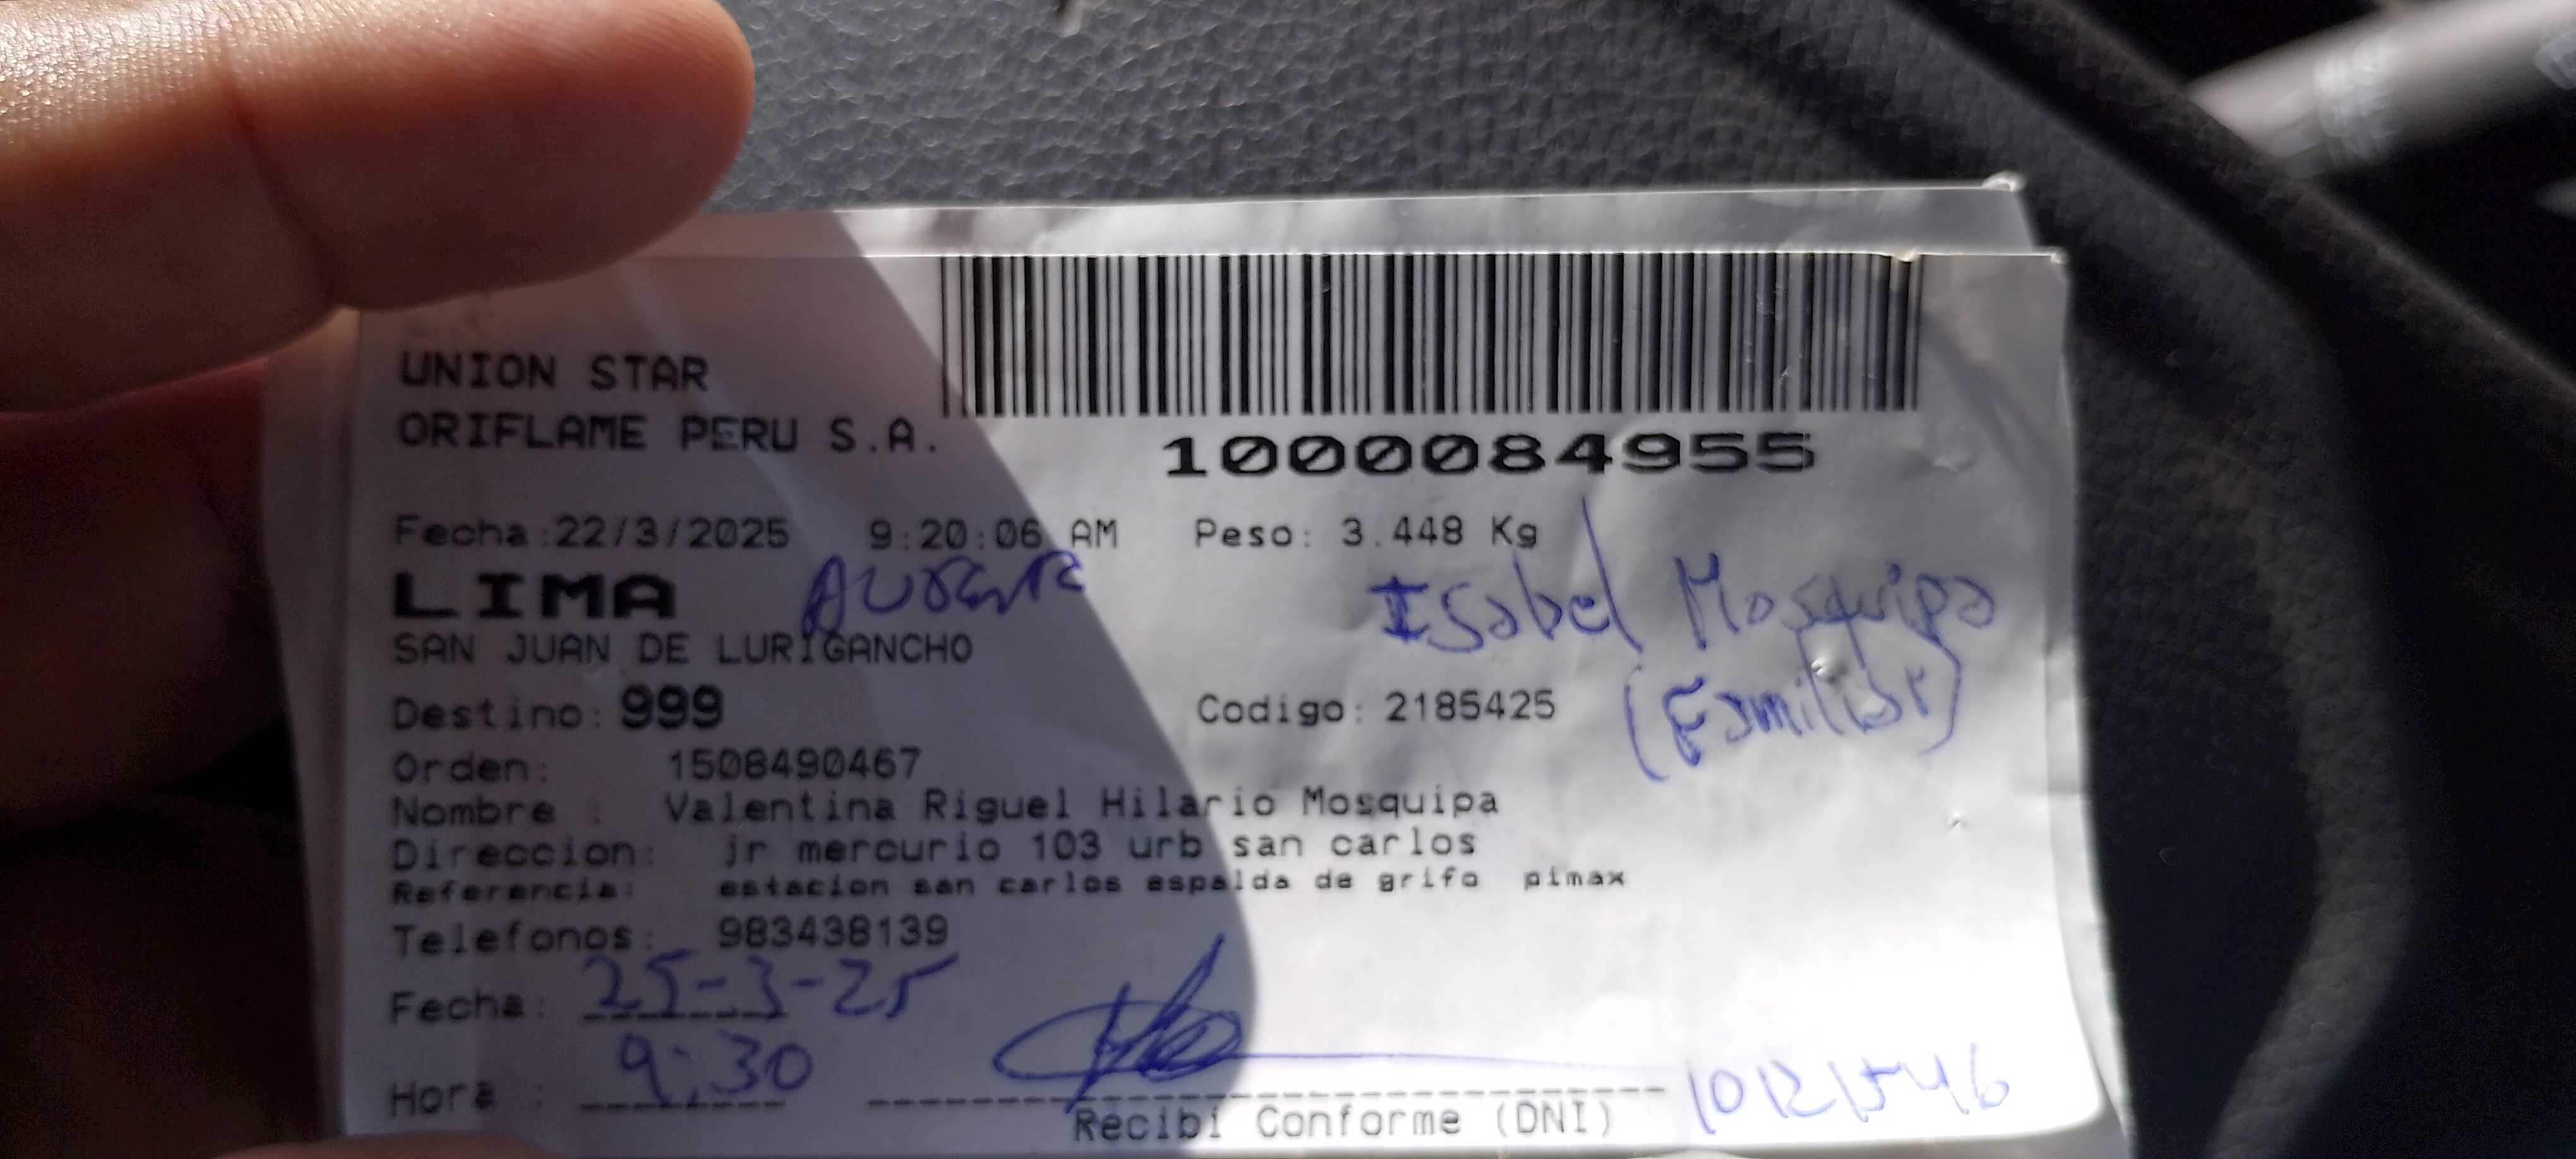 UNION STAR
ORIFLAME PERU S.A.
1000084955
Fecha:22/3/2025 9:20:06 AM Peso: 3.448 Kg
LIMA
Isabel Mosquipa
SAN JUAN DE LURIGANCHO
(Familiar)
Destino: 999 Codigo: 2185425
Orden: 1508490467
Nombre : Valentina Riguel Hilario Mosquipa
Direccion: jr mercurio 103 urb san carlos
Referencia: estacion san carlos espalda de grifo pimax
Telefonos: 983438139
Fecha: 25-3-25
Hora : 9:30
Recibi Conforme (DNI)